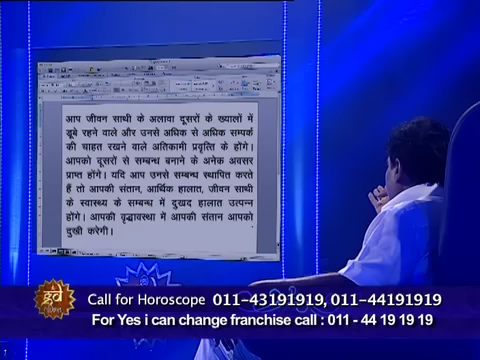 आप जीवन साथी के अलावा दूसरों के ख्यालों में
डूबे रहने वाले और उनसे अधिक से अधिक सम्पर्क
की चाहत रखने वाले अतिकामी प्रवृत्ति के होंगे।
आपको दूसरों से सम्बन्ध बनाने के अनेक अवसर
प्राप्त होंगे। यदि आप उनसे सम्बन्ध स्थापित करते
हैं तो आपकी संतान, आर्थिक हालात, जीवन साथी
के स्वास्थ्य के सम्बन्ध में दुखद हालात उत्पन्न
होंगे। आपकी वृद्धावस्था में आपकी संतान आपको
दुखी करेगी।
gd
Call for Horoscope 011-43191919, 011-44191919
For Yes i can change franchise call : 011 - 44 19 19 19